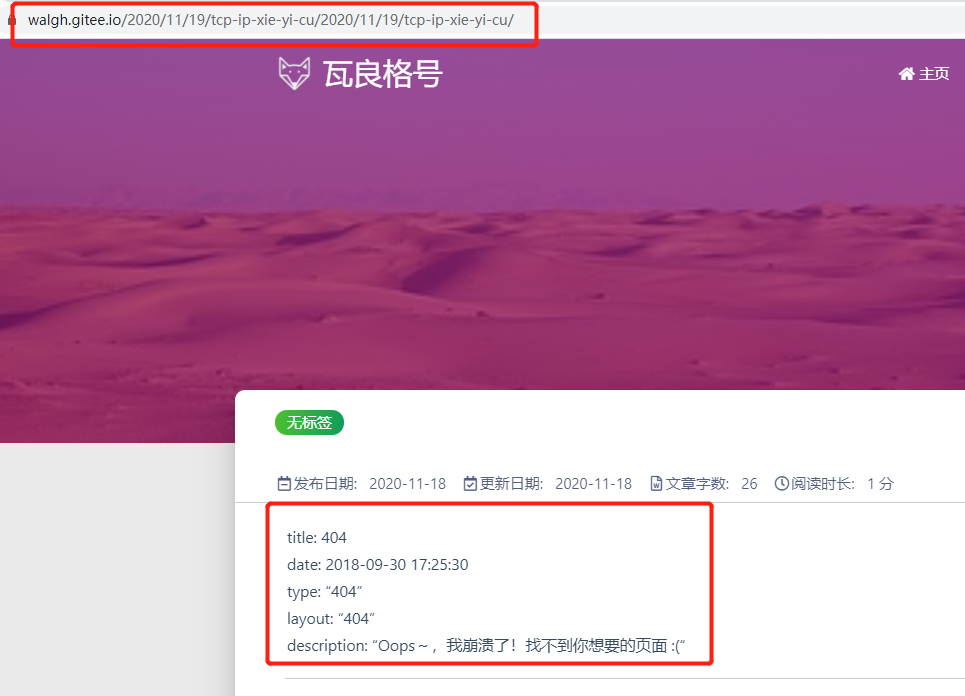 walgh.gitee.io/2020/11/19/tcp-ip-xie-yi-cu/2020/11/19/tcp-ip-xie-yi-cu/
瓦良格号
主页
无标签
发布日期: 2020-11-18 更新日期: 2020-11-18 文章字数: 26 阅读时长: 1 分
title: 404
date: 2018-09-30 17:25:30
type: “404”
layout: “404”
description: “Oops～，我崩溃了！找不到你想要的页面 :(“